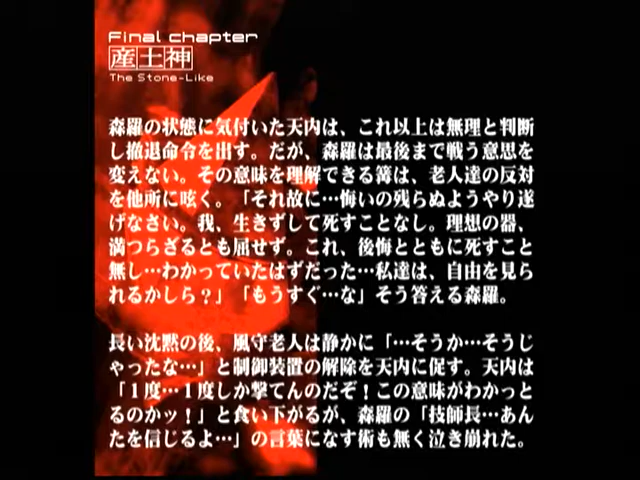 Final chapter
産土神
The Stone-Like
森羅の状態に気付いた天内は、これ以上は無理と判断
し撤退命令を出す。だが、森羅は最後まで戦う意思を
変えない。その意味を理解できる篝は、老人達の反対
を他所に呟く。「それ故に…悔いの残らぬようやり遂
げなさい。我、生きずして死すことなし。理想の器、
満つらざるとも屈せず。これ、後悔とともに死すこと
無し…わかっていたはずだった…私達は、自由を見ら
れるかしら？」「もうすぐ…な」そう答える森羅。
長い沈黙の後、風守老人は静かに「…そうか…そうじ
ゃったな…」と制御装置の解除を天内に促す。天内は
「１度…１度しか撃てんのだぞ！この意味がわかっと
るのかッ！」と食い下がるが、森羅の「技師長…あん
たを信じるよ…」の言葉になす術も無く泣き崩れた。